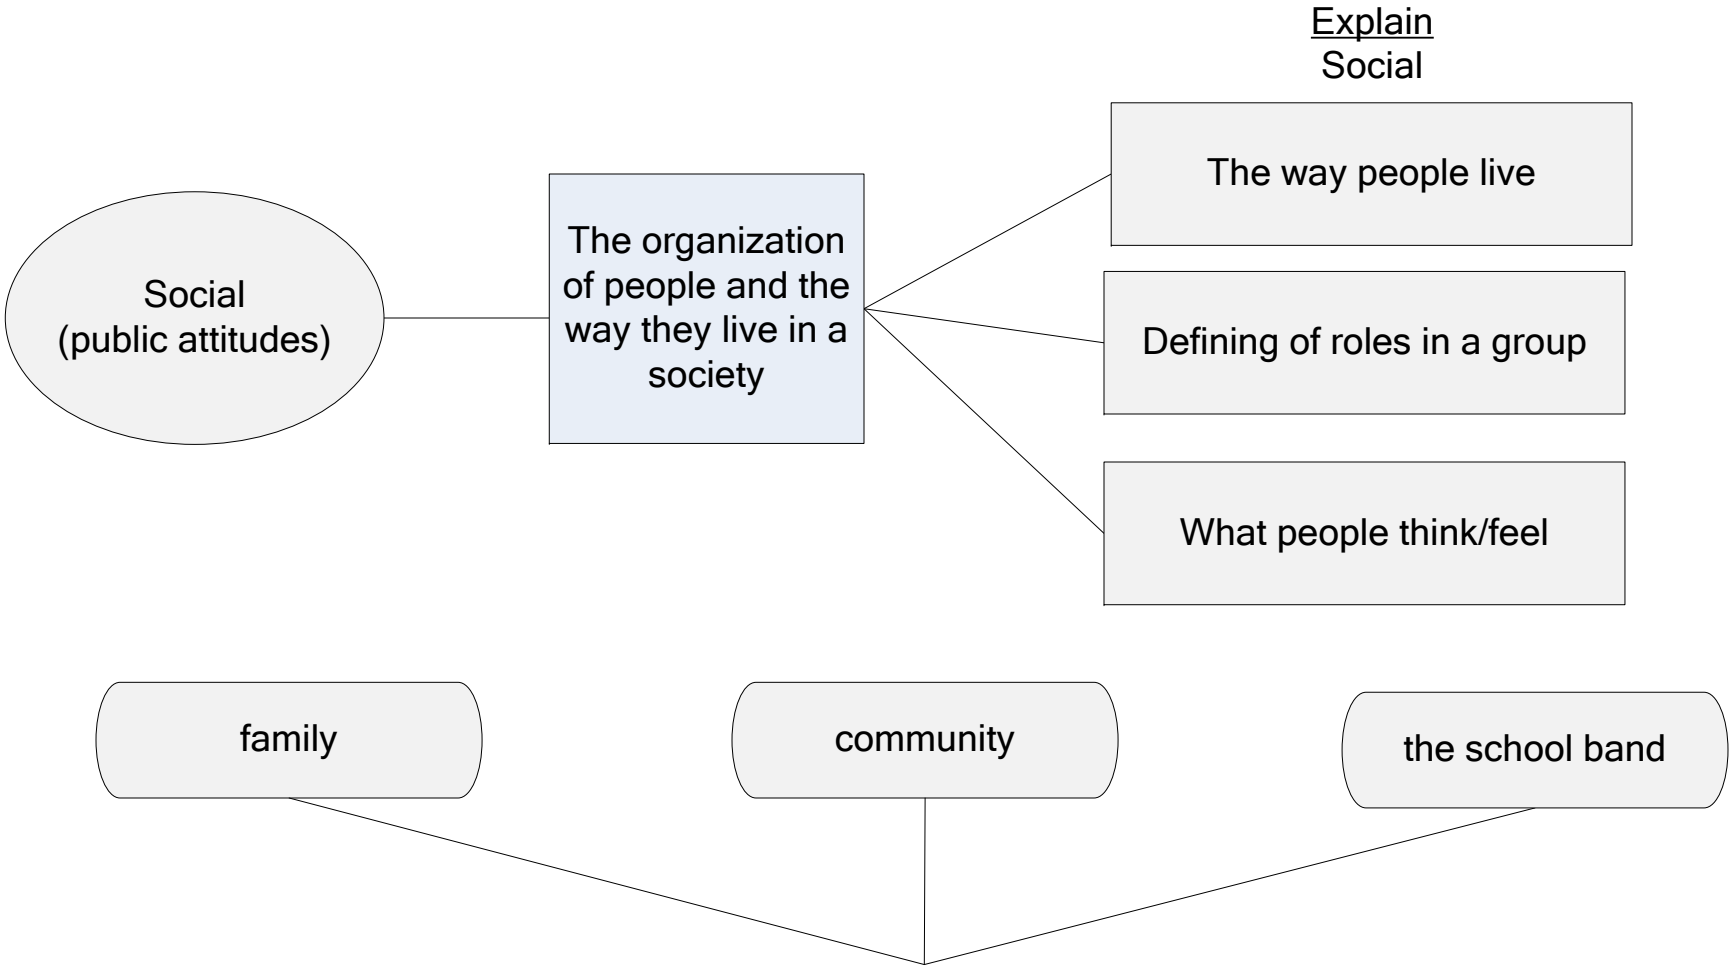 Explain
Social
The way people live
Social
(public attitudes)
The organization
of people and the
way they live in a
society
Defining of roles in a group
What people think/feel
family
community
the school band